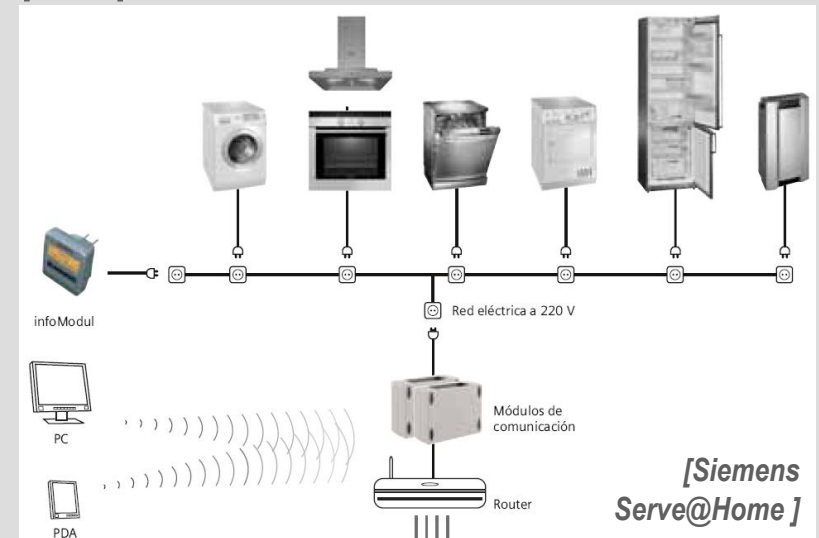 infoModul
Red eléctrica a 220 V
PC
Módulos de
comunicación
Router
PDA
[Siemens
Serve@Home ]